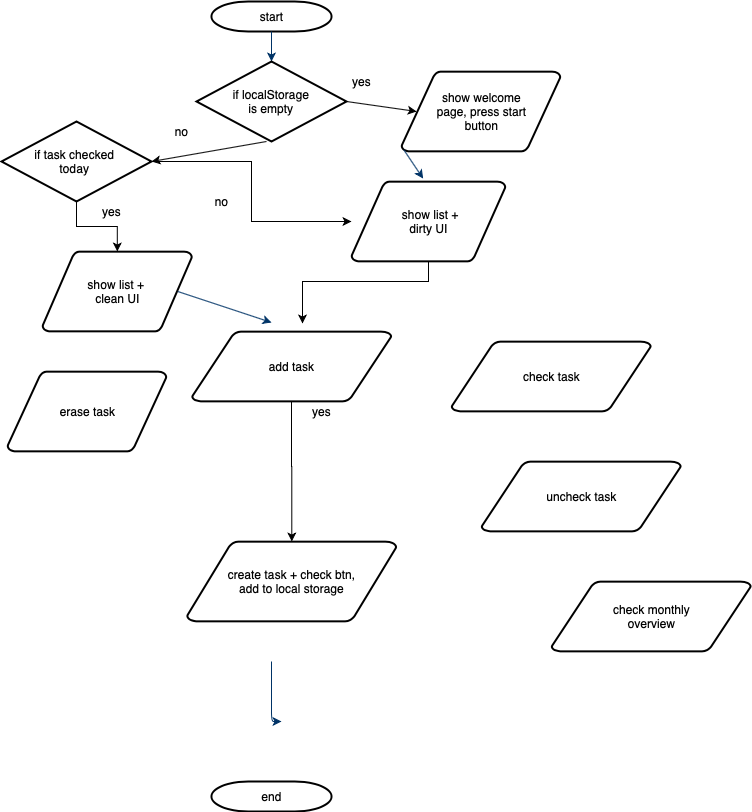 start
if localStorage
is empty
yes
show welcome
page, press start
button
no
if task checked
today
no
show list +
dirty UI
yes
show list +
clean UI
add task
check task
erase task
yes
uncheck task
create task + check btn,
add to local storage
check monthly
overview
end